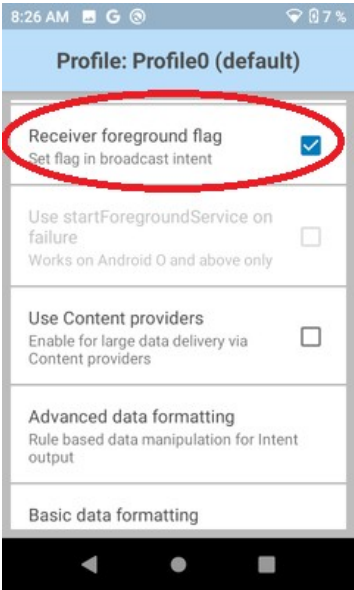 8:26 AM G 7 %
Profile: Profile0 (default)
Receiver foreground flag
Set flag in broadcast intent
Use startForegroundService on
failure
Works on Android O and above only
Use Content providers
Enable for large data delivery via
Content providers
Advanced data formatting
Rule based data manipulation for Intent
output
Basic data formatting